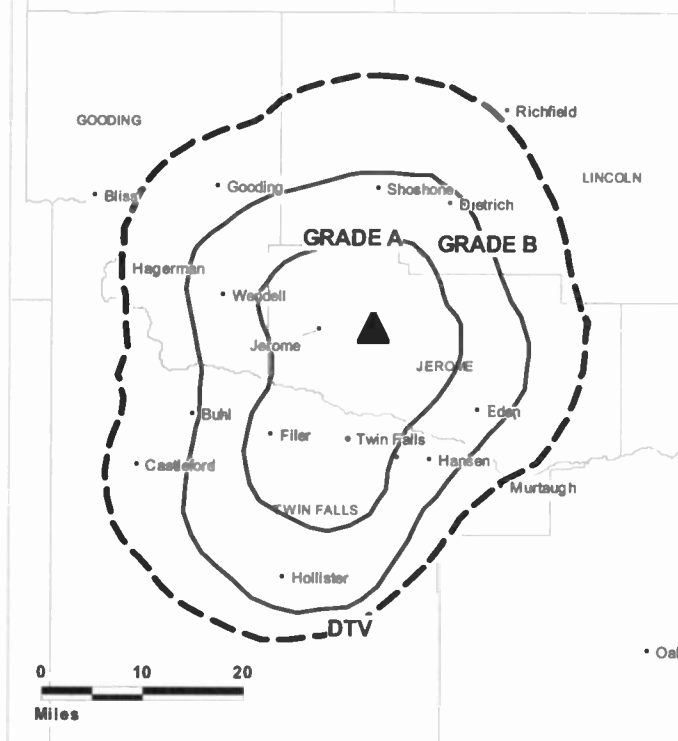 Richfield
GOODING
LINCOLN
Gooding
Shoshone
Bliss
Dietrich
GRADE A
GRADE B
Hagerman
Wendell
Jerome
JEROME
Buhl
Eden
Filer
Twin Falls
Castleford
Hansen
Murtaugh
TWIN FALLS
Hollister
DTV
Oal
0 10 20
Miles